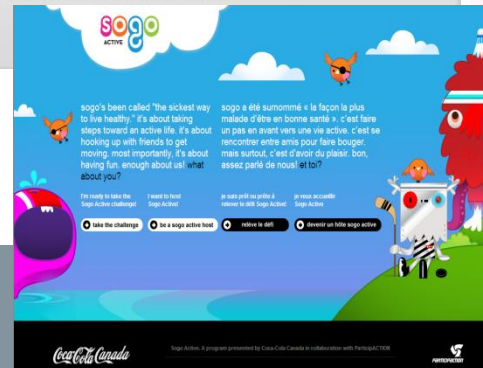 sogo
ACTIVE
sogo's been called "the sickest way
to live healthy." it's about taking
steps toward an active life. it's about
hooking up with friends to get
moving. most importantly, it's about
having fun. enough about us! what
about you?
I'm ready to take the
Sogo Active challenge!
I want to host
Sogo Active!
take the challenge
be a sogo active host
sogo a été surnommé « la façon la plus
malade d'être en bonne santé ». c'est faire
un pas en avant vers une vie active. c'est se
rencontrer entre amis pour faire bouger.
mais surtout, c'est d'avoir du plaisir. bon,
assez parlé de nous! et toi?
je suis prêt ou prête à
relever le défi Sogo Active!
je veux accueillir
Sogo Active
relève le défi
devenir un hôte sogo active
Coca-Cola Canada
Sogo Active, a program presented by Coca-Cola Canada in collaboration with ParticipACTION
PARTICIPACTION